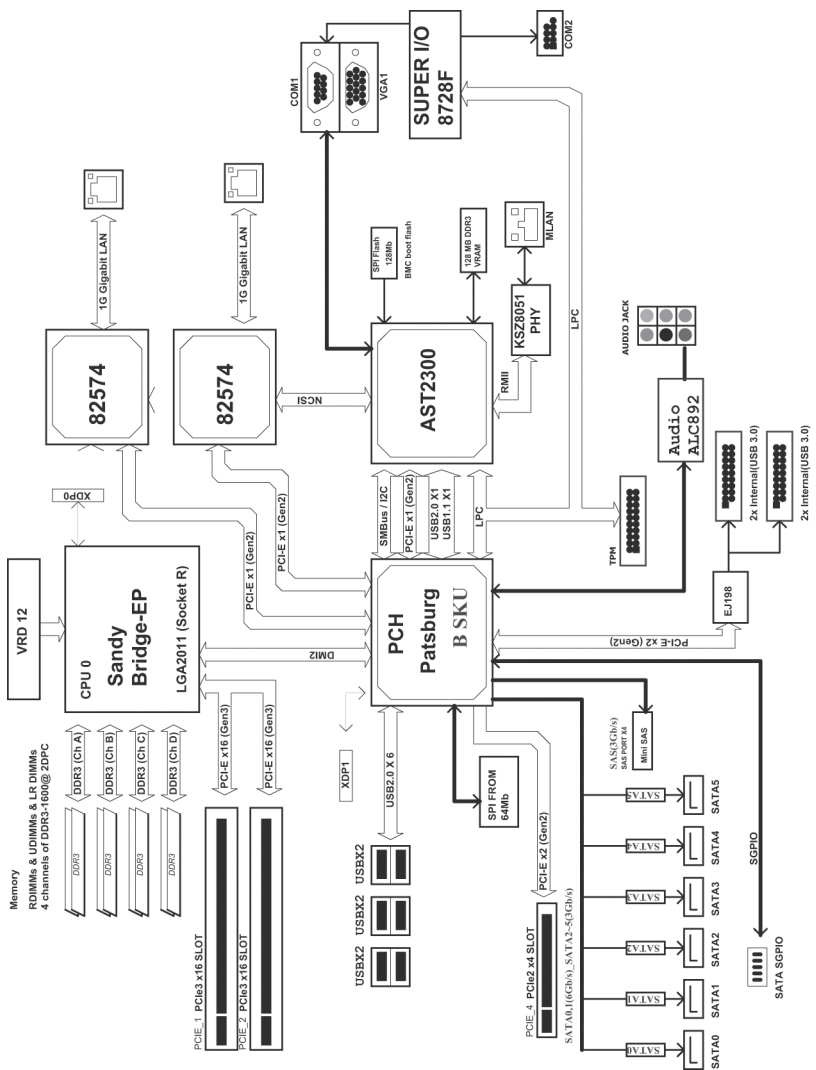 VRD 12
XDP0
CPU 0
Sandy
Bridge-EP
LGA2011 (Socket R)
Memory
RDIMMs & UDIMMs & LR DIMMs
4 channels of DDR3-1600@ 2DPC
DDR3
DDR3 (Ch A)
DDR3
DDR3 (Ch B)
DDR3
DDR3 (Ch C)
DDR3
DDR3 (Ch D)
PCI-E x16 (Gen3)
PCI-E x16 (Gen3)
PCIE_1 PCIe3 x16 SLOT
PCIE_2 PCIe3 x16 SLOT
82574
1G Gigabit LAN
82574
1G Gigabit LAN
PCI-E x1 (Gen2)
PCI-E x1 (Gen2)
NCSI
DMI2
XDP1
USB2.0 X 6
USBX2
USBX2
USBX2
PCH
Patsburg
B SKU
SMBus / I2C
PCI-E x1 (Gen2)
USB2.0 X1
USB1.1 X1
LPC
AST2300
SPI Flash
128Mb
BMC boot flash
128 MB DDR3
VRAM
COM1
VGA1
SUPER I/O
8728F
COM2
KSZ8051
PHY
MLAN
RMII
LPC
TPM
AUDIO JACK
Audio
ALC892
EJ198
PCI-E x2 (Gen2)
2x Internal(USB 3.0)
2x Internal(USB 3.0)
SPI FROM
64Mb
PCI-E x2 (Gen2)
PCIE_4 PCIe2 x4 SLOT
SATA0,1(6Gb/s)_SATA2~5(3Gb/s)
SAS(3Gb/s)
SAS PORT X4
Mini SAS
SATA0
SATA1
SATA2
SATA3
SATA4
SATA5
SATA0
SATA1
SATA2
SATA3
SATA4
SATA5
SGPIO
SATA SGPIO